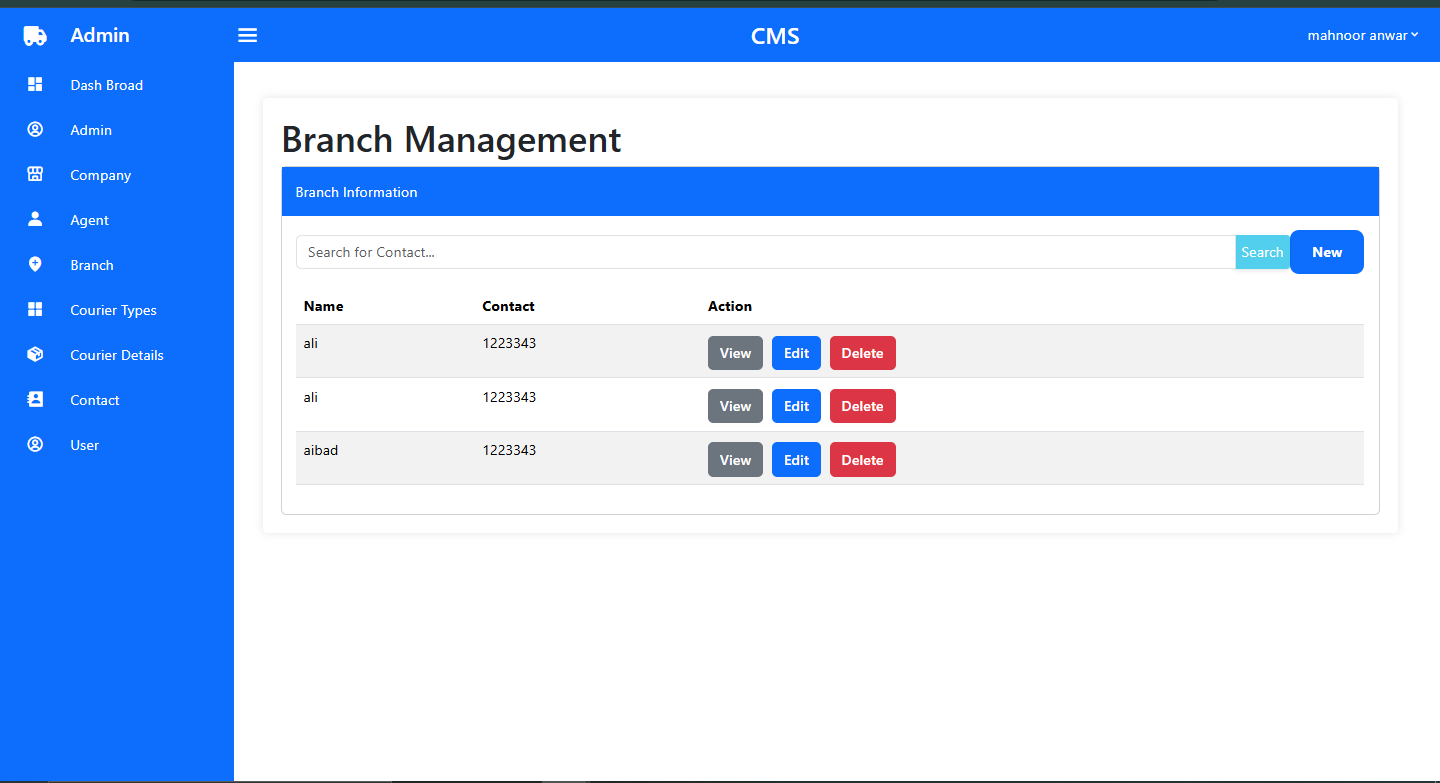 Admin
CMS
mahnoor anwar
Dash Broad
Admin
Company
Agent
Branch
Courier Types
Courier Details
Contact
User
Branch Management
Branch Information
Search for Contact...
Search
New
Name Contact Action
ali 1223343 View Edit Delete
ali 1223343 View Edit Delete
aibad 1223343 View Edit Delete